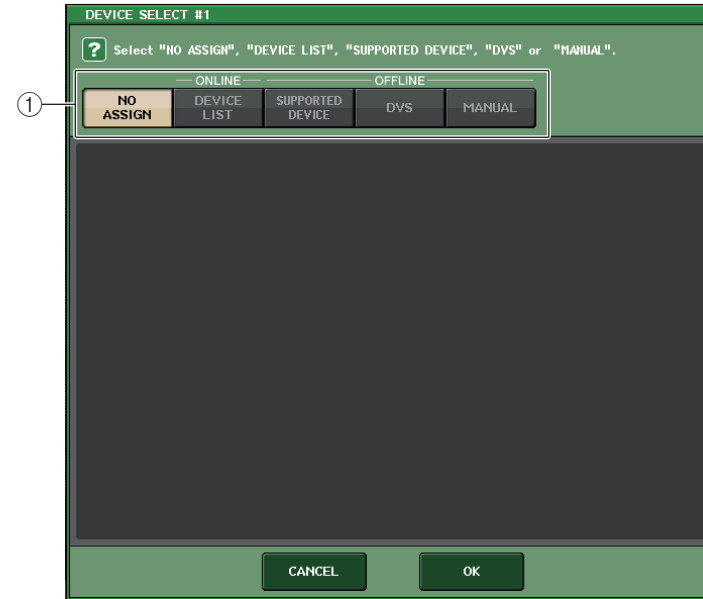 DEVICE SELECT #1
? Select "NO ASSIGN", "DEVICE LIST", "SUPPORTED DEVICE", "DVS" or "MANUAL".
ONLINE OFFLINE
①
NO ASSIGN
DEVICE LIST
SUPPORTED DEVICE
DVS
MANUAL
CANCEL OK